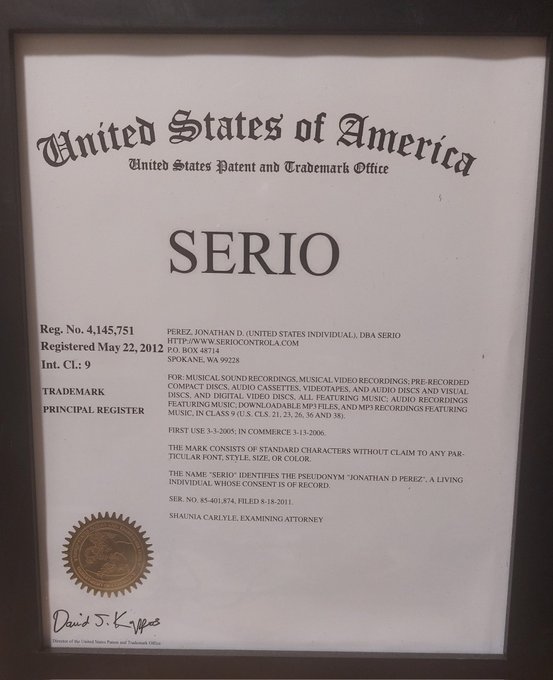 United States of America
United States Patent and Trademark Office
SERIO
Reg. No. 4,145,751
Registered May 22, 2012
Int. Cl.: 9
TRADEMARK
PRINCIPAL REGISTER
PEREZ, JONATHAN D. (UNITED STATES INDIVIDUAL), DBA SERIO
HTTP://WWW.SERIOCONTROLA.COM
P.O. BOX 48714
SPOKANE, WA 99228
FOR: MUSICAL SOUND RECORDINGS, MUSICAL VIDEO RECORDINGS; PRE-RECORDED
COMPACT DISCS, AUDIO CASSETTES, VIDEOTAPES, AND AUDIO DISCS AND VISUAL
DISCS, AND DIGITAL VIDEO DISCS, ALL FEATURING MUSIC; AUDIO RECORDINGS
FEATURING MUSIC; DOWNLOADABLE MP3 FILES, AND MP3 RECORDINGS FEATURING
MUSIC, IN CLASS 9 (U.S. CLS. 21, 23, 26, 36 AND 38).
FIRST USE 3-3-2005; IN COMMERCE 3-13-2006.
THE MARK CONSISTS OF STANDARD CHARACTERS WITHOUT CLAIM TO ANY PAR-
TICULAR FONT, STYLE, SIZE, OR COLOR.
THE NAME "SERIO" IDENTIFIES THE PSEUDONYM "JONATHAN D PEREZ", A LIVING
INDIVIDUAL WHOSE CONSENT IS OF RECORD.
SER. NO. 85-401,874, FILED 8-18-2011.
SHAUNIA CARLYLE, EXAMINING ATTORNEY
David J. Kappos
Director of the United States Patent and Trademark Office